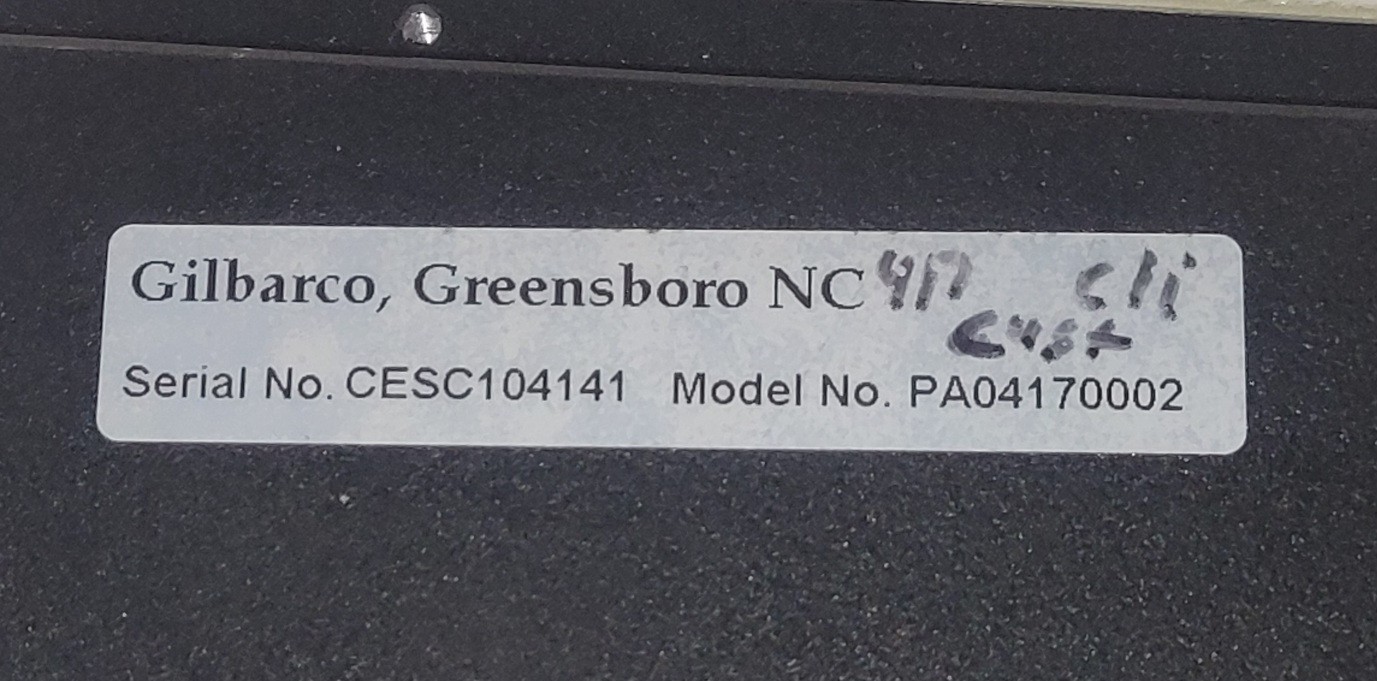 Gilbarco, Greensboro NC
Serial No. CESC104141 Model No. PA04170002